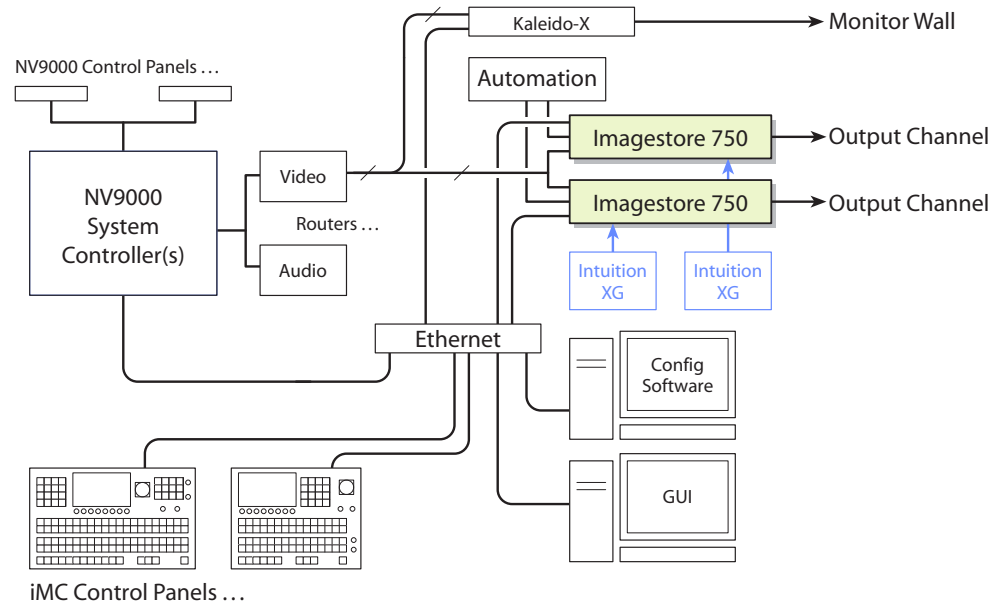 Kaleido-X
Monitor Wall
NV9000 Control Panels ...
Automation
Imagestore 750
Output Channel
NV9000
System
Controller(s)
Video
Routers ...
Audio
Imagestore 750
Output Channel
Intuition
XG
Intuition
XG
Ethernet
Config
Software
GUI
iMC Control Panels ...